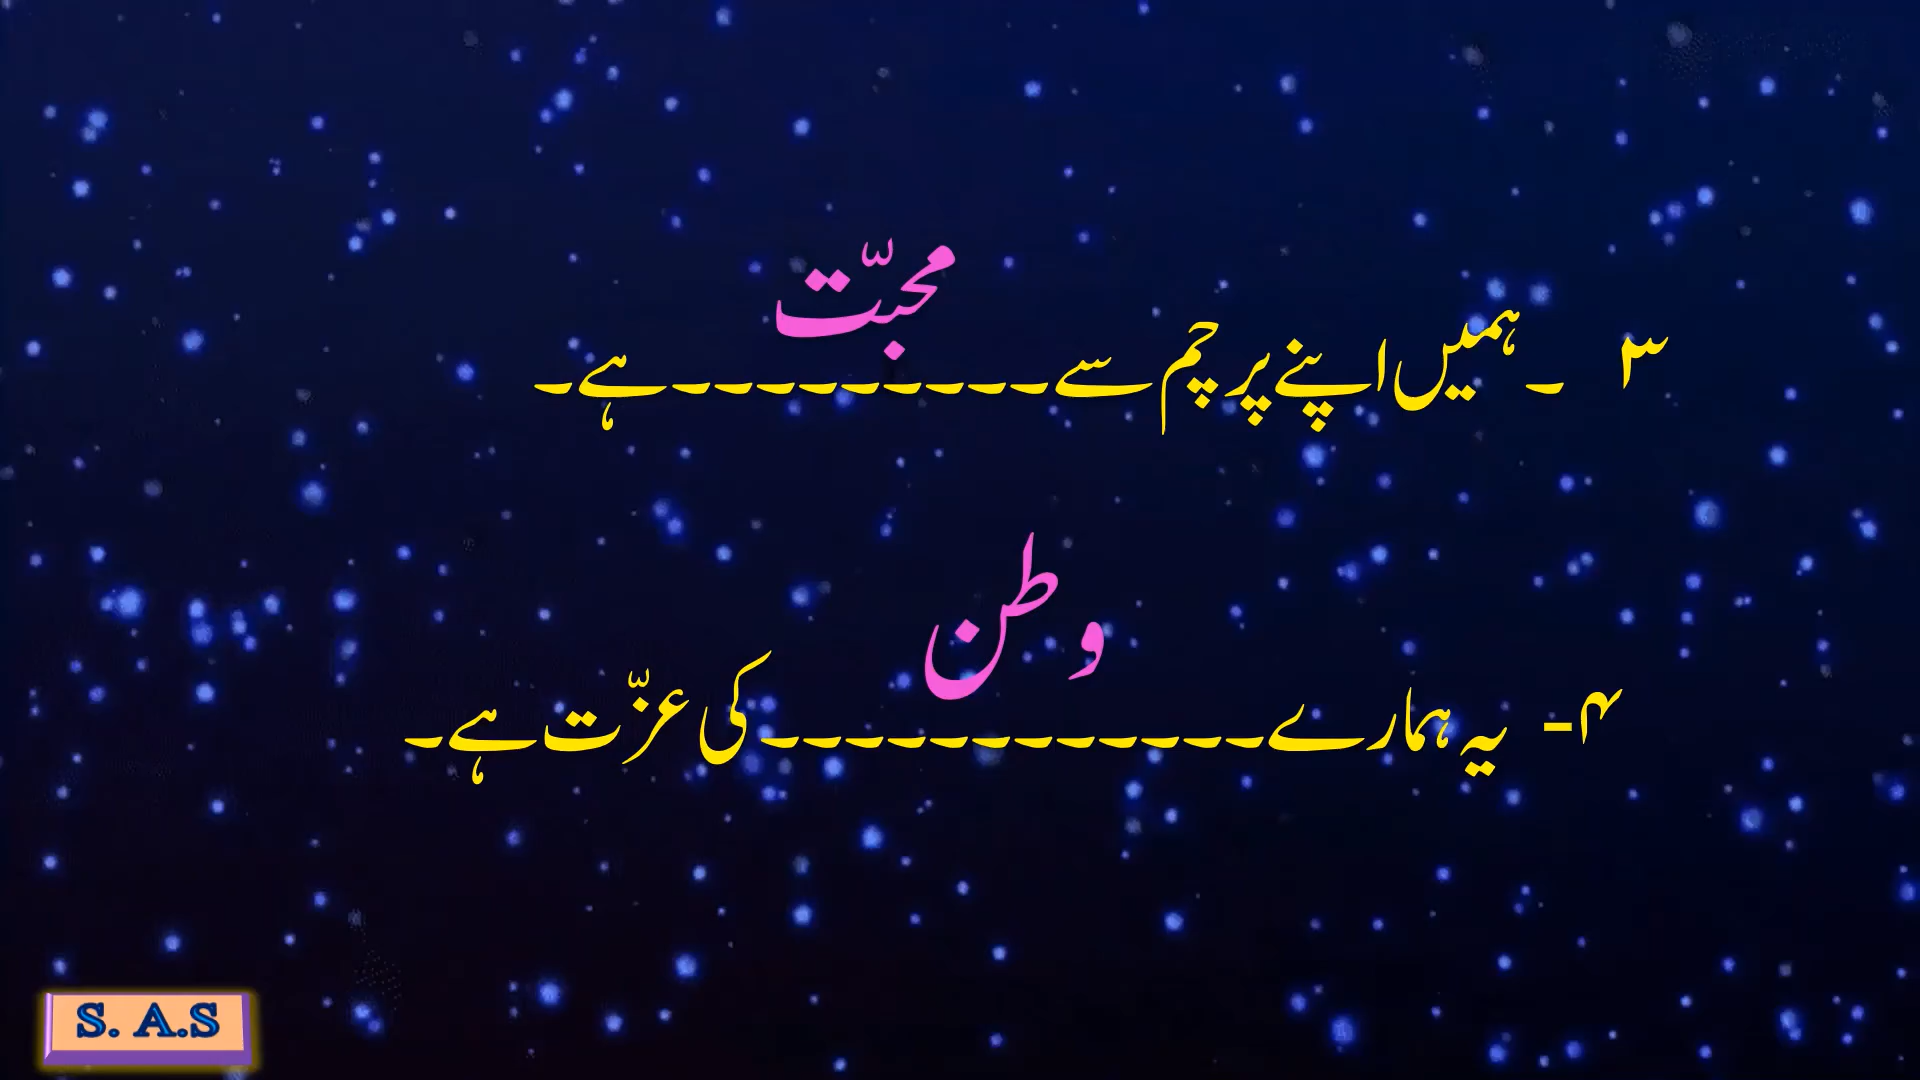 محبّت
۳ ۔ ہمیں اپنے پرچم سے۔۔۔۔۔۔۔۔۔ہے۔
وطن
۴- یہ ہمارے۔۔۔۔۔۔۔۔۔۔۔۔کی عزّت ہے۔
S. A.S